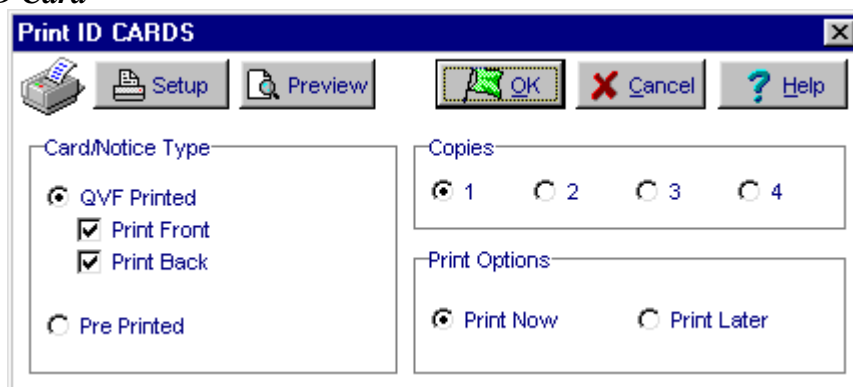 Card
Print ID CARDS
Setup Preview OK Cancel Help
Card/Notice Type
QVF Printed
Print Front
Print Back
Pre Printed
Copies
1 2 3 4
Print Options
Print Now Print Later